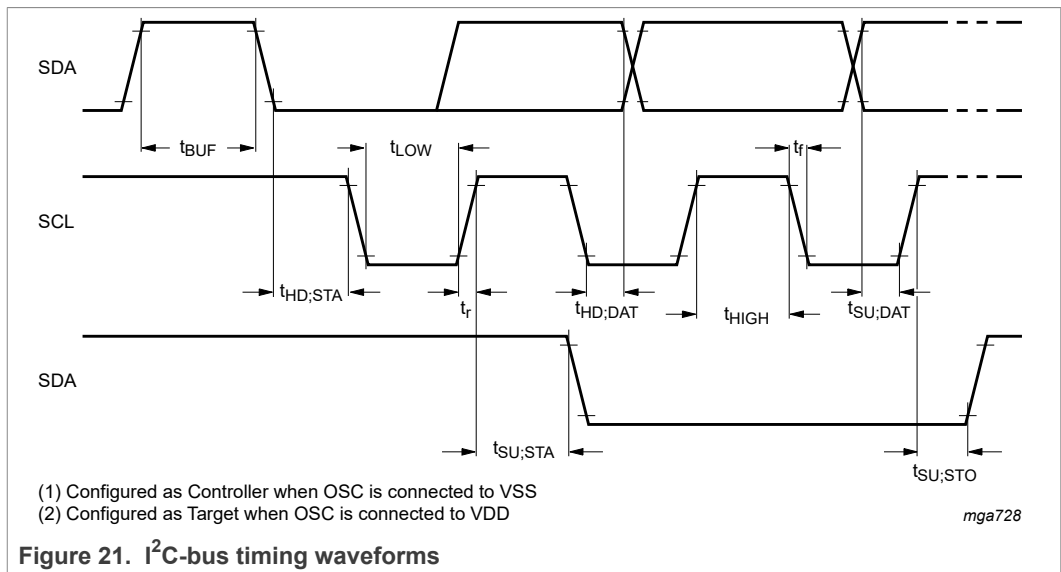 SDA
tBUF
tLOW
tf
SCL
tHD;STA
tr
tHD;DAT
tHIGH
tSU;DAT
SDA
tSU;STA
tSU;STO
(1) Configured as Controller when OSC is connected to VSS
(2) Configured as Target when OSC is connected to VDD
mga728
Figure 21. I²C-bus timing waveforms